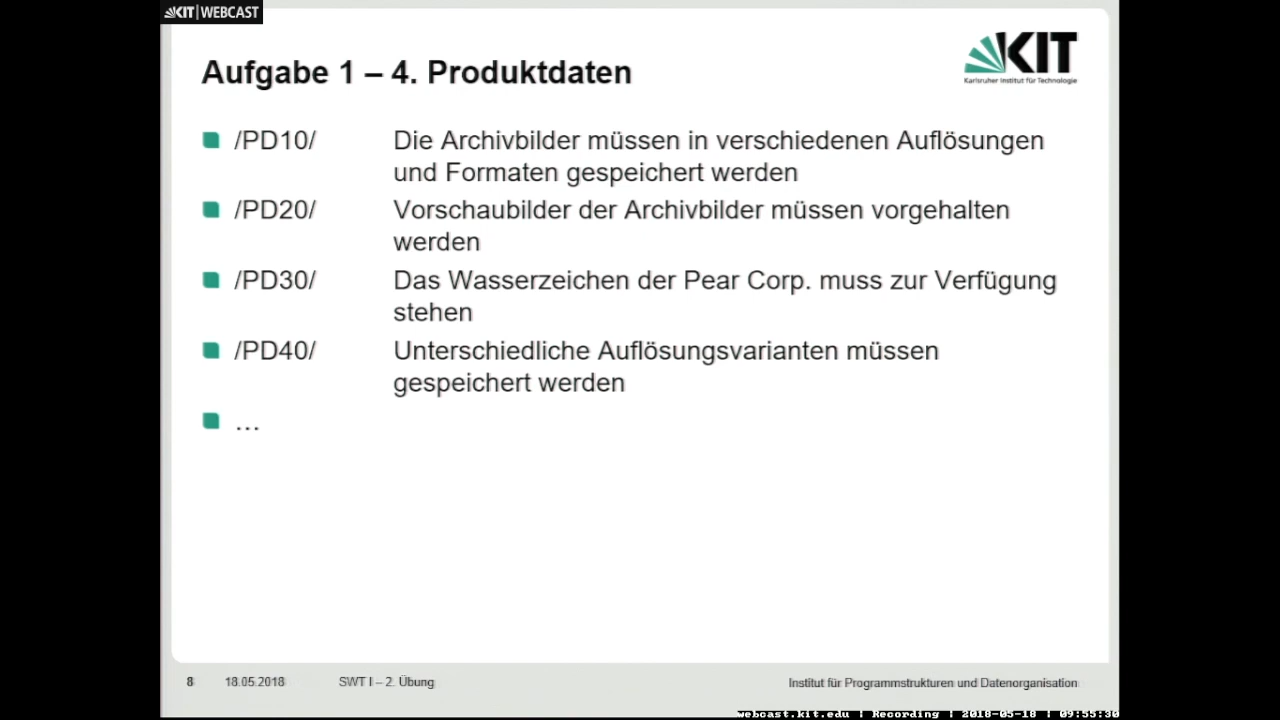 KIT | WEBCAST
Aufgabe 1 – 4. Produktdaten
KIT
Karlsruher Institut für Technologie
/PD10/ Die Archivbilder müssen in verschiedenen Auflösungen
und Formaten gespeichert werden
/PD20/ Vorschaubilder der Archivbilder müssen vorgehalten
werden
/PD30/ Das Wasserzeichen der Pear Corp. muss zur Verfügung
stehen
/PD40/ Unterschiedliche Auflösungsvarianten müssen
gespeichert werden
…
8 18.05.2018 SWT I – 2. Übung Institut für Programmstrukturen und Datenorganisation
webcast.kit.edu | Recording | 2018-05-18 | 09:55:30